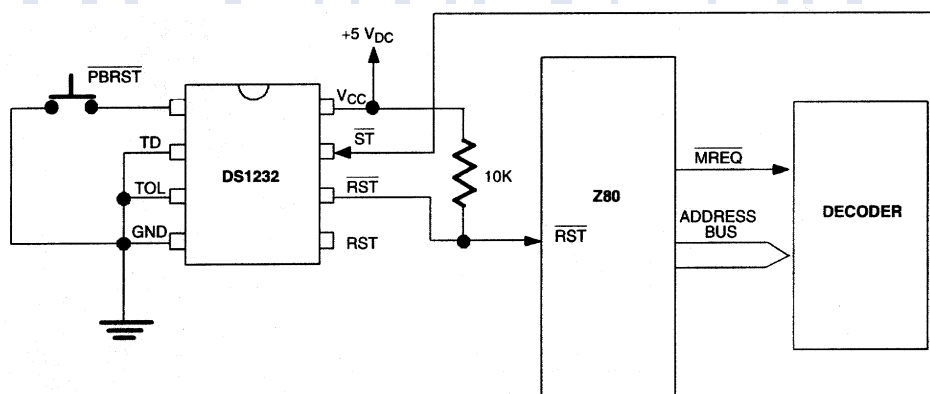 +5 VDC
PBRST
VCC
TD
ST
DS1232
TOL
RST
10K
GND
RST
RST
Z80
MREQ
ADDRESS
BUS
DECODER